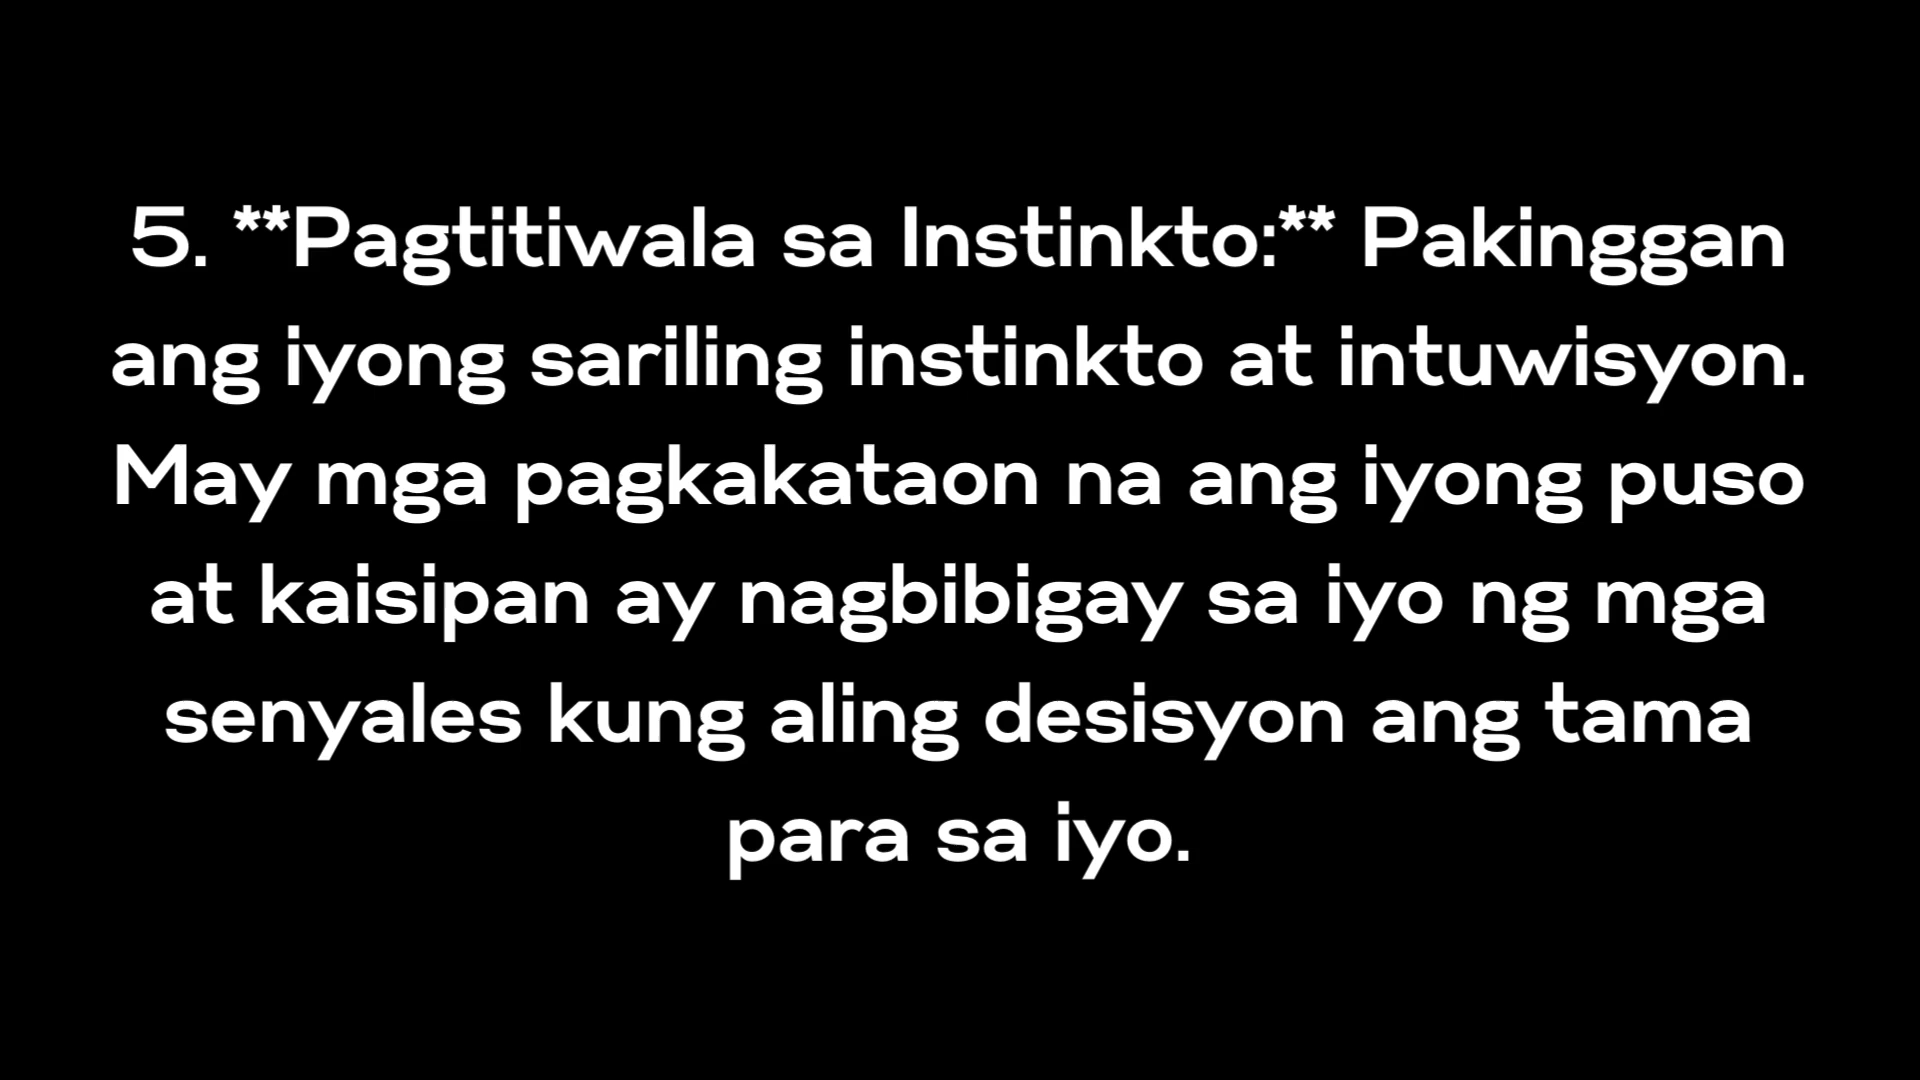 5. **Pagtitiwala sa Instinkto:** Pakinggan
ang iyong sariling instinkto at intuwisyon.
May mga pagkakataon na ang iyong puso
at kaisipan ay nagbibigay sa iyo ng mga
senyales kung aling desisyon ang tama
para sa iyo.